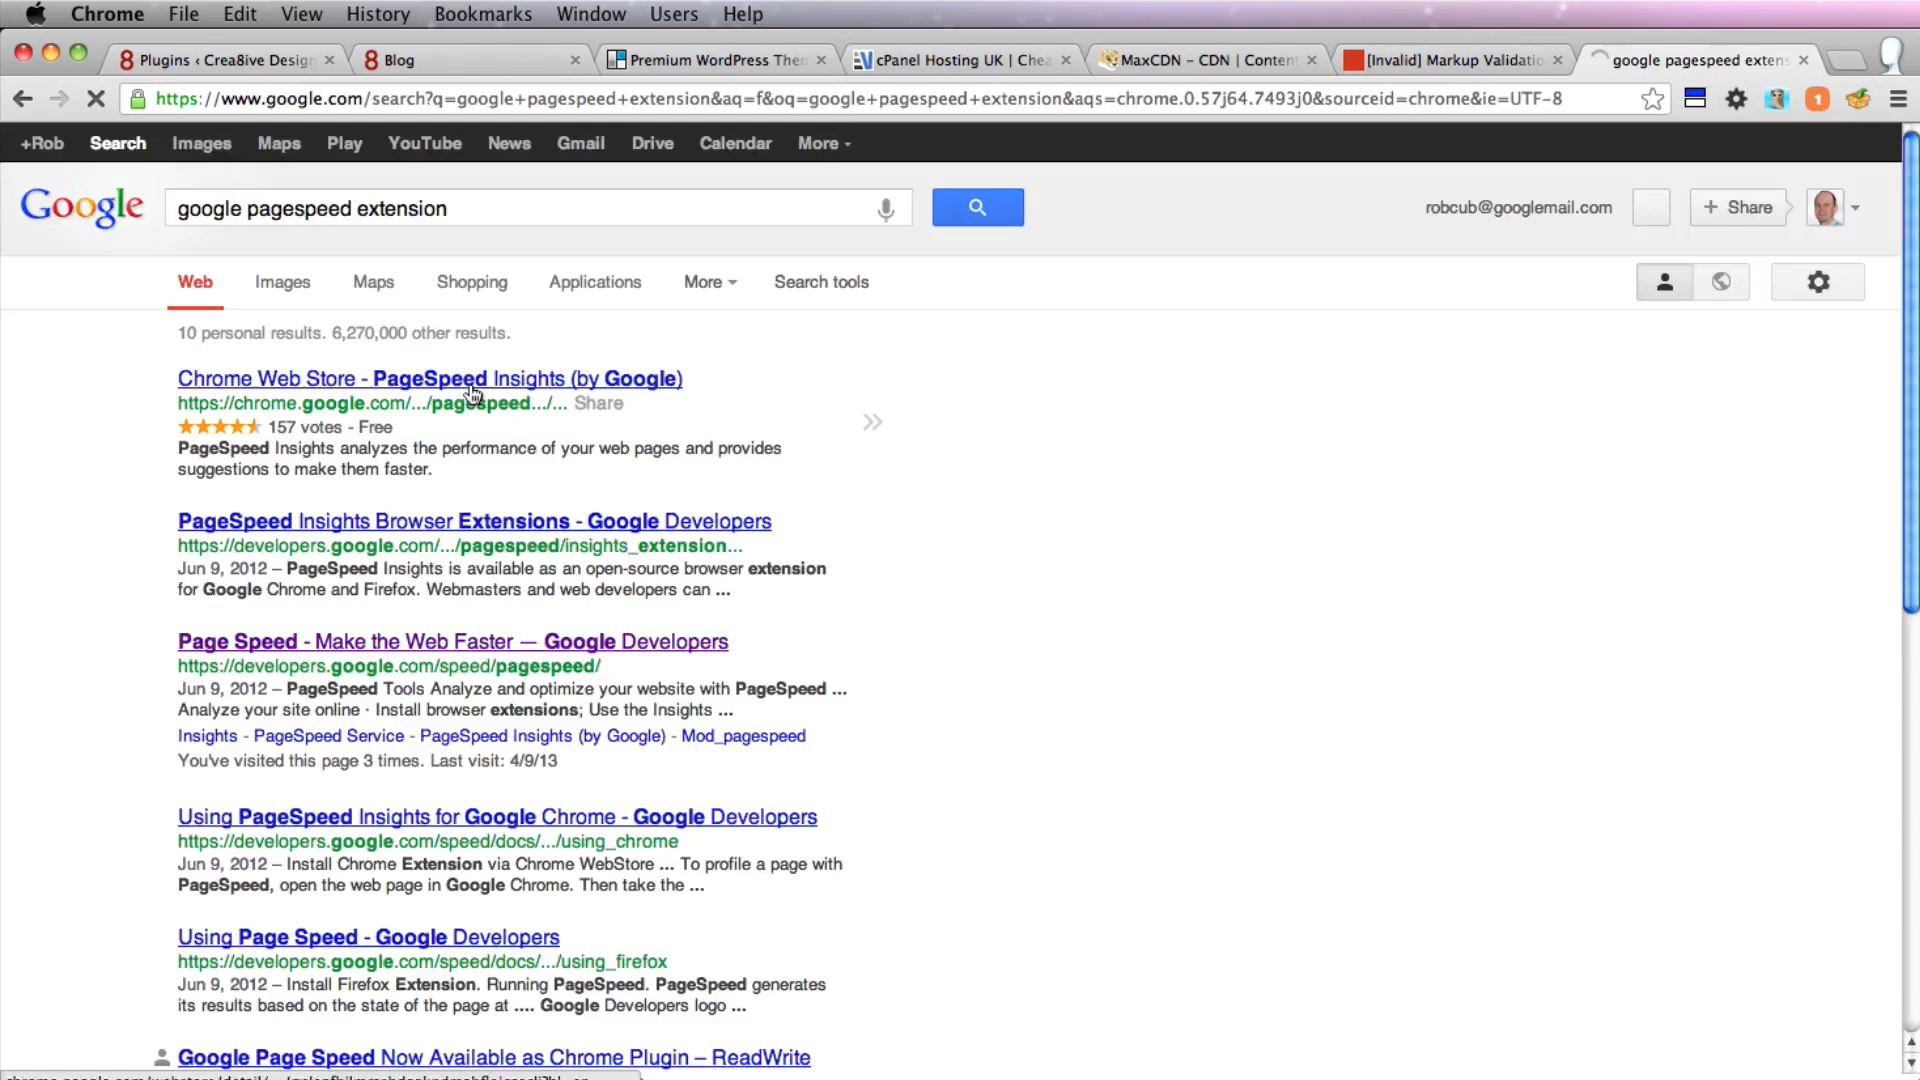 Chrome File Edit View History Bookmarks Window Users Help
Plugins ‹ Crea8ive Design
Blog
Premium WordPress Then
cPanel Hosting UK | Chea
MaxCDN – CDN | Content
[Invalid] Markup Validatio
google pagespeed extens
https://www.google.com/search?q=google+pagespeed+extension&aq=f&oq=google+pagespeed+extension&aqs=chrome.0.57j64.7493j0&sourceid=chrome&ie=UTF-8
1
+Rob Search Images Maps Play YouTube News Gmail Drive Calendar More
Google
google pagespeed extension
robcub@googlemail.com
+ Share
Web Images Maps Shopping Applications More Search tools
10 personal results. 6,270,000 other results.
Chrome Web Store - PageSpeed Insights (by Google)
https://chrome.google.com/.../pagespeed.../... Share
157 votes - Free
PageSpeed Insights analyzes the performance of your web pages and provides
suggestions to make them faster.
PageSpeed Insights Browser Extensions - Google Developers
https://developers.google.com/.../pagespeed/insights_extension...
Jun 9, 2012 – PageSpeed Insights is available as an open-source browser extension
for Google Chrome and Firefox. Webmasters and web developers can ...
Page Speed - Make the Web Faster — Google Developers
https://developers.google.com/speed/pagespeed/
Jun 9, 2012 – PageSpeed Tools Analyze and optimize your website with PageSpeed ...
Analyze your site online · Install browser extensions; Use the Insights ...
Insights - PageSpeed Service - PageSpeed Insights (by Google) - Mod_pagespeed
You've visited this page 3 times. Last visit: 4/9/13
Using PageSpeed Insights for Google Chrome - Google Developers
https://developers.google.com/speed/docs/.../using_chrome
Jun 9, 2012 – Install Chrome Extension via Chrome WebStore ... To profile a page with
PageSpeed, open the web page in Google Chrome. Then take the ...
Using Page Speed - Google Developers
https://developers.google.com/speed/docs/.../using_firefox
Jun 9, 2012 – Install Firefox Extension. Running PageSpeed. PageSpeed generates
its results based on the state of the page at .... Google Developers logo ...
Google Page Speed Now Available as Chrome Plugin – ReadWrite